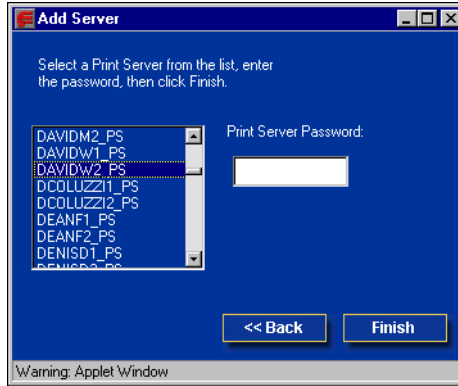 Add Server
Select a Print Server from the list, enter
the password, then click Finish.
DAVIDM2_PS
DAVIDW1_PS
DAVIDW2_PS
DCOLUZZI1_PS
DCOLUZZI2_PS
DEANF1_PS
DEANF2_PS
DENISD1_PS
Print Server Password:
<< Back
Finish
Warning: Applet Window